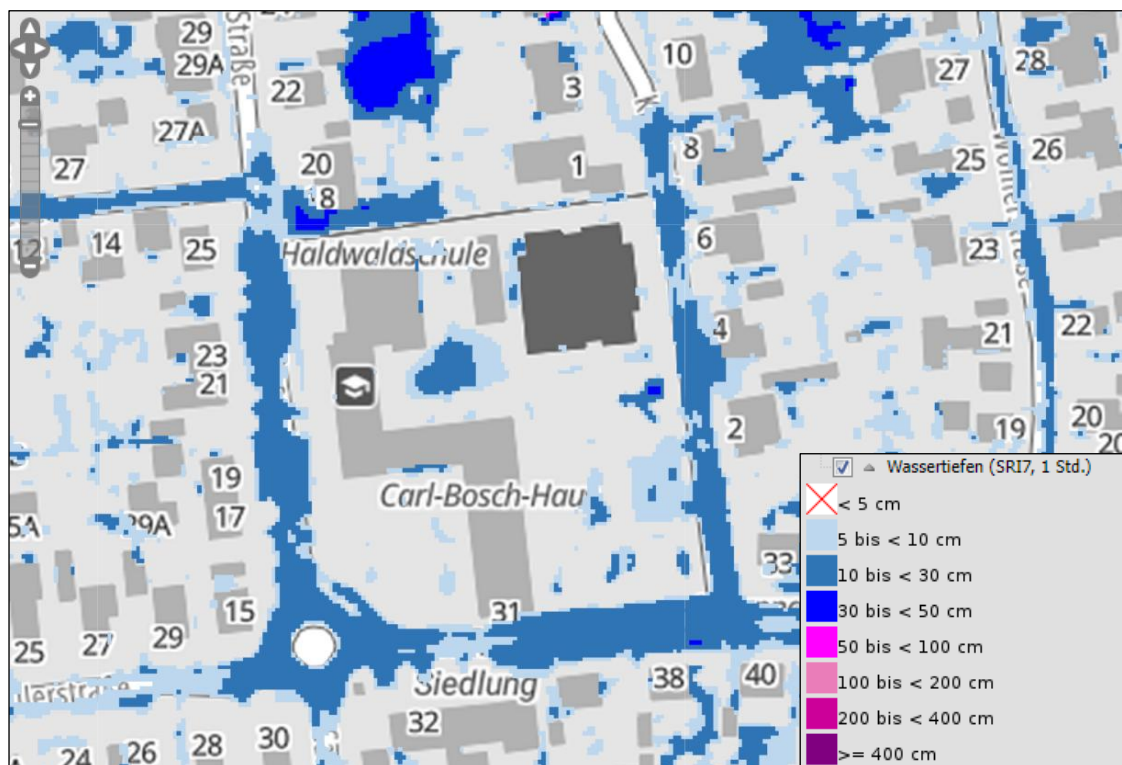 29
29A
Straße
22
3
10
27
28
27A
27
20
8
1
8
25
26
12
14
25
Haldwaldschule
6
23
23
21
4
21
22
2
19
20
20
19
17
5A
29A
Carl-Bosch-Hau
33
15
31
25
27
29
Siedlung
38
40
24
26
28
30
32
K
Wassertiefen (SRI7, 1 Std.)
< 5 cm
5 bis < 10 cm
10 bis < 30 cm
30 bis < 50 cm
50 bis < 100 cm
100 bis < 200 cm
200 bis < 400 cm
>= 400 cm